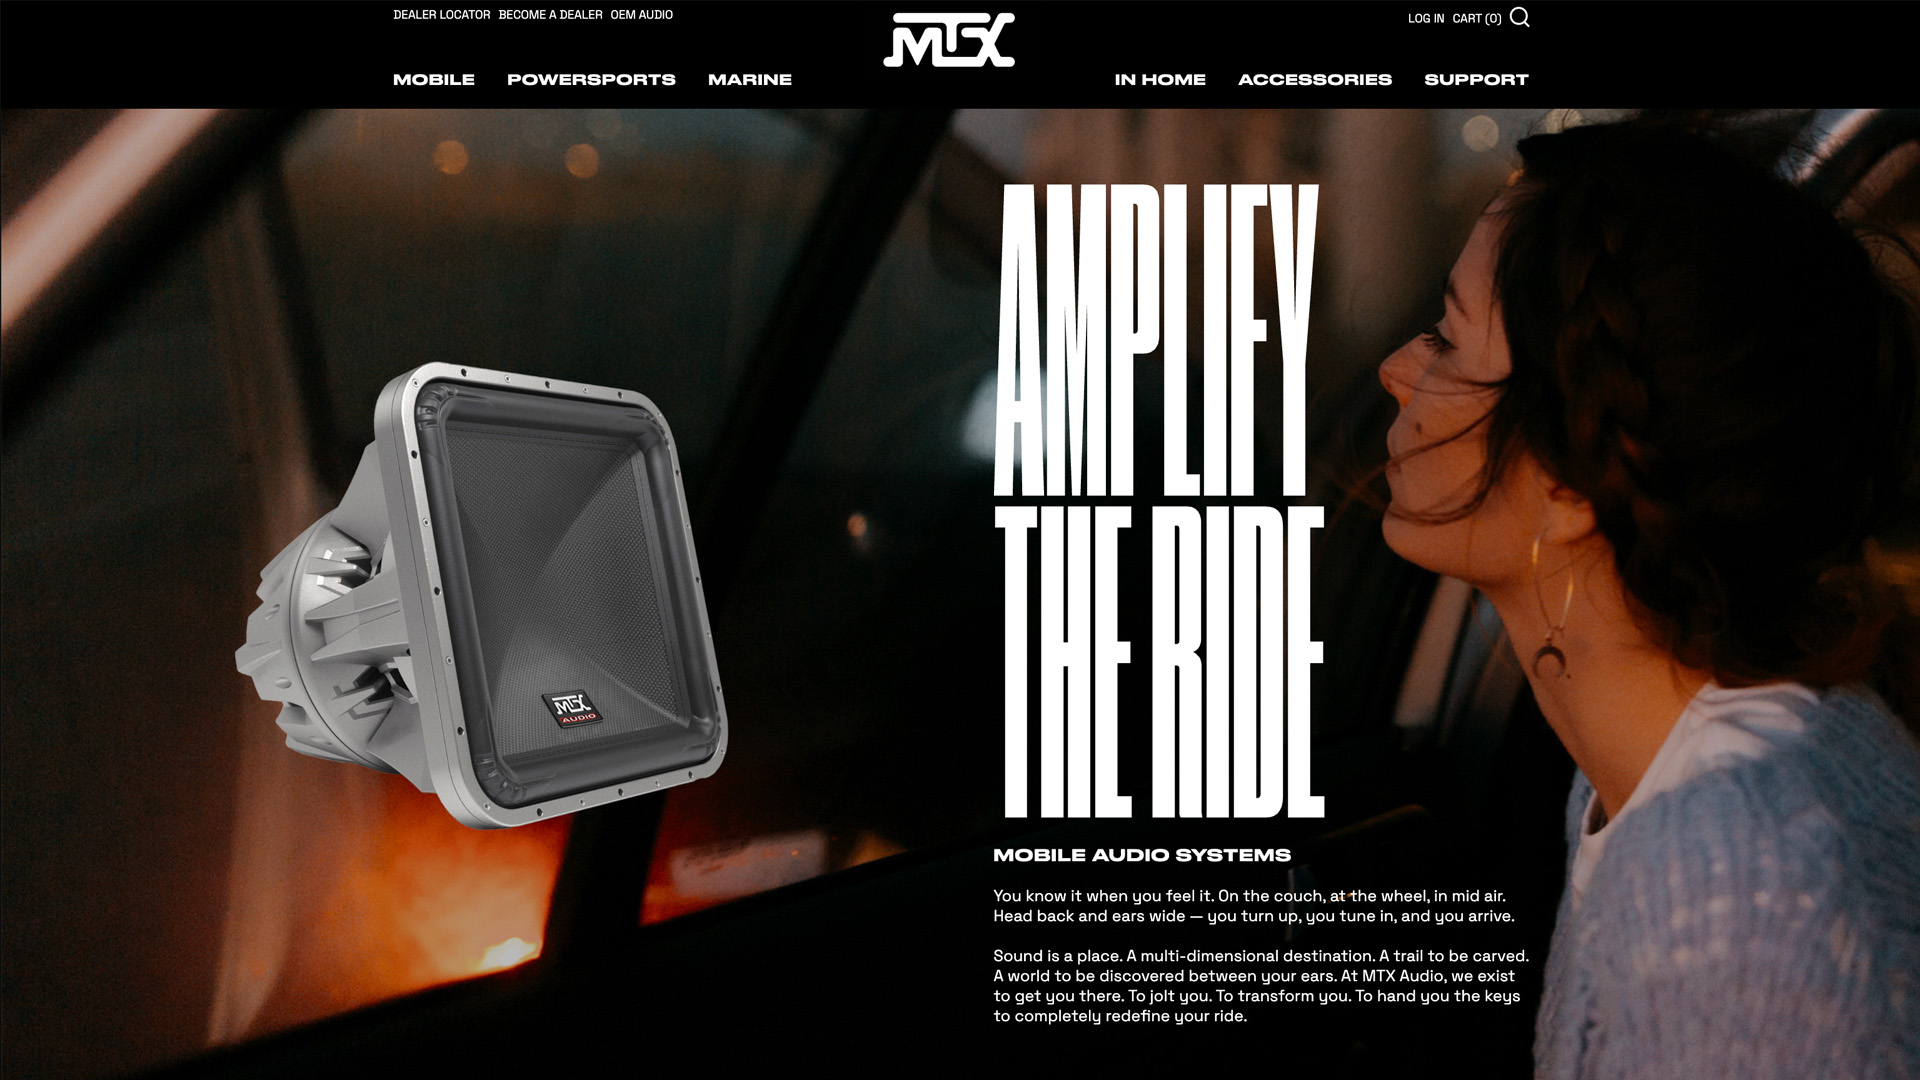 DEALER LOCATOR BECOME A DEALER OEM AUDIO
MTX
LOG IN CART (0)
MOBILE POWERSPORTS MARINE
IN HOME ACCESSORIES SUPPORT
AMPLIFY
THE RIDE
MTX
AUDIO
MOBILE AUDIO SYSTEMS
You know it when you feel it. On the couch, at the wheel, in mid air.
Head back and ears wide — you turn up, you tune in, and you arrive.
Sound is a place. A multi-dimensional destination. A trail to be carved.
A world to be discovered between your ears. At MTX Audio, we exist
to get you there. To jolt you. To transform you. To hand you the keys
to completely redefine your ride.